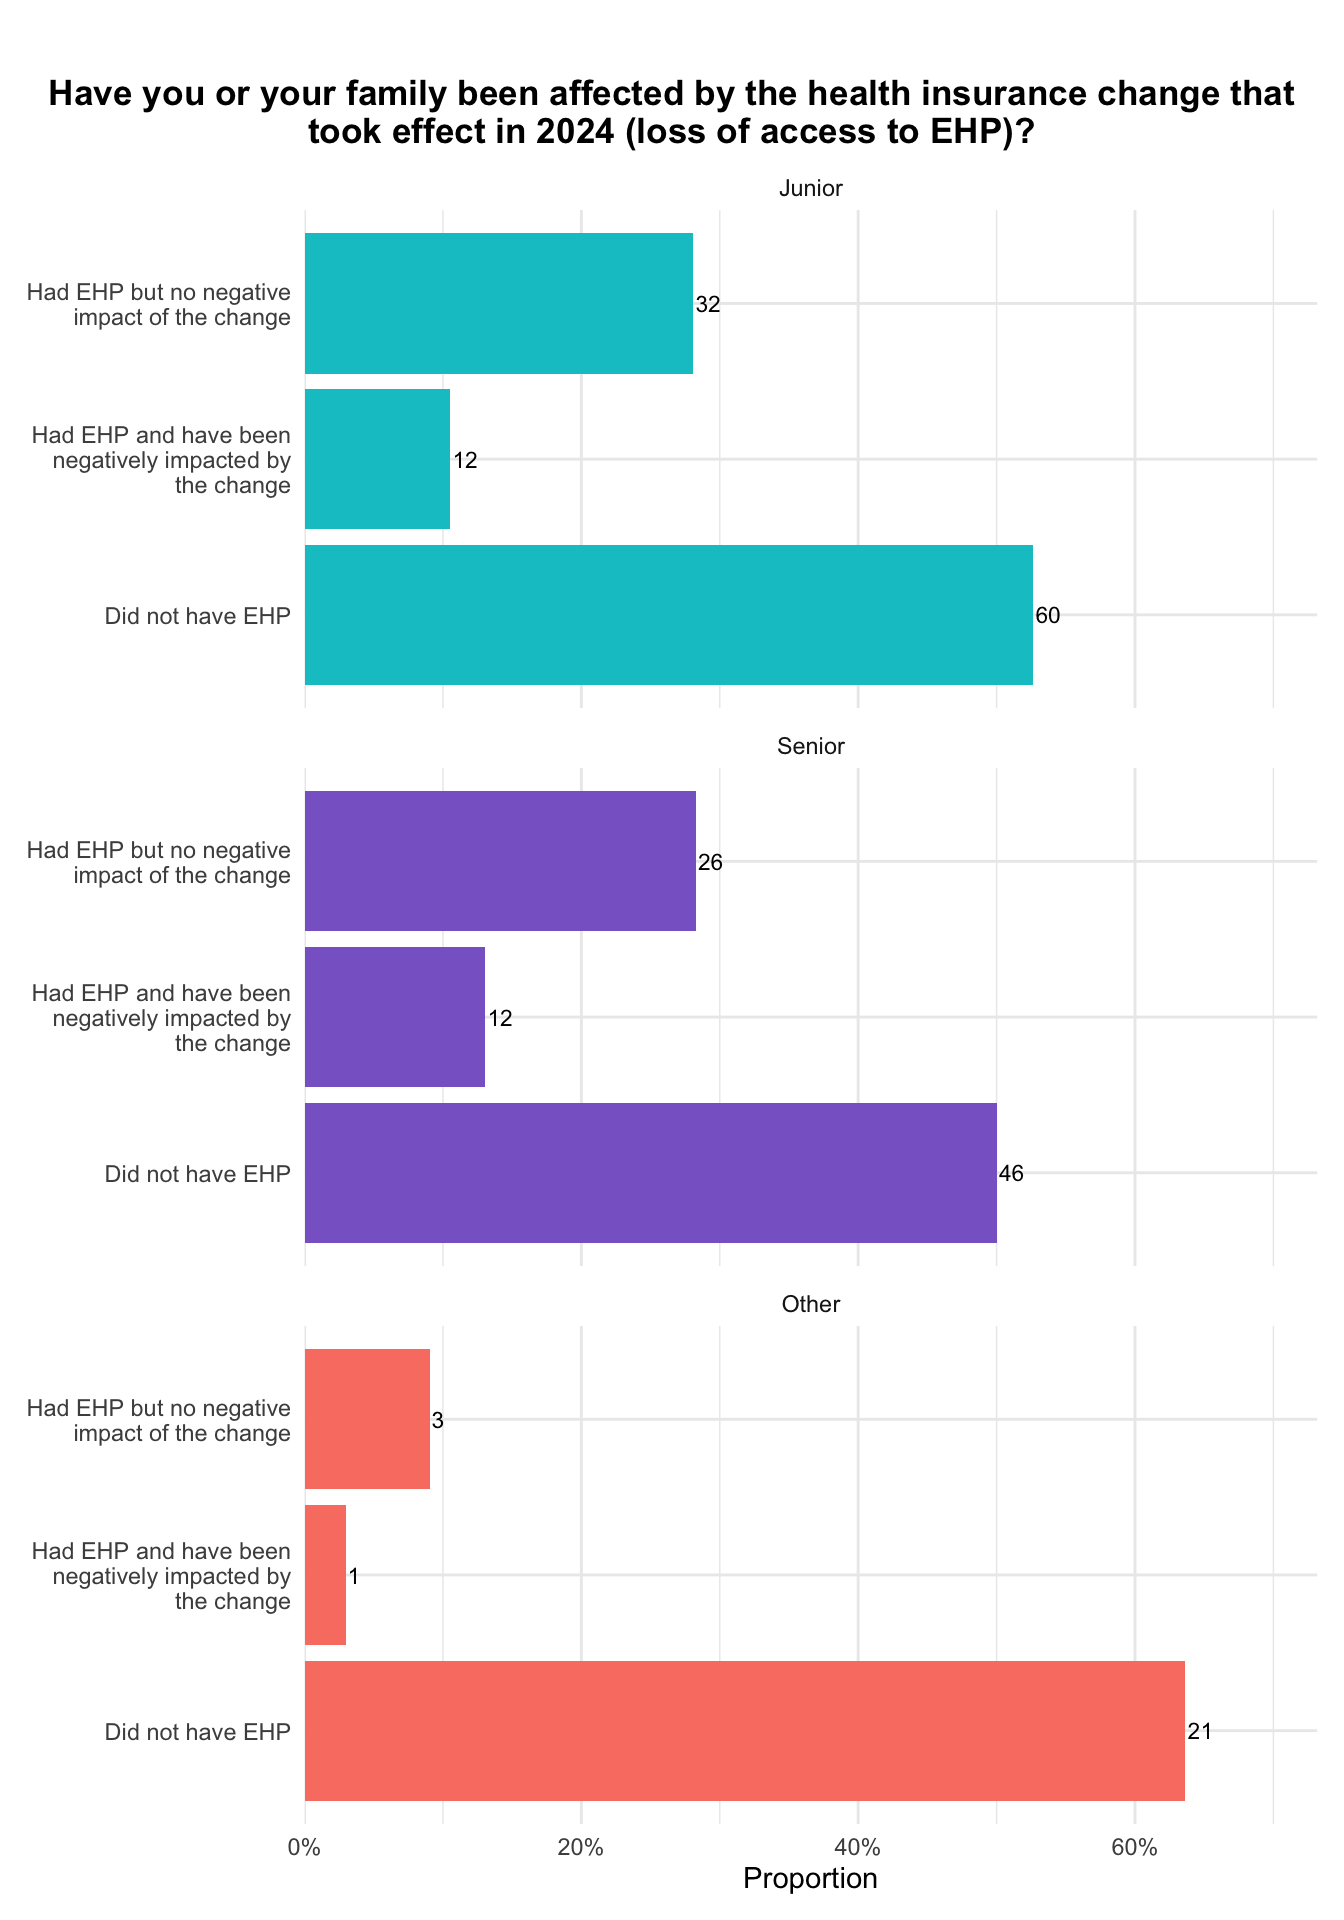 Have you or your family been affected by the health insurance change that
took effect in 2024 (loss of access to EHP)?
Junior
Had EHP but no negative
impact of the change
32
Had EHP and have been
negatively impacted by
the change
12
Did not have EHP
60
Senior
Had EHP but no negative
impact of the change
26
Had EHP and have been
negatively impacted by
the change
12
Did not have EHP
46
Other
Had EHP but no negative
impact of the change
3
Had EHP and have been
negatively impacted by
the change
1
Did not have EHP
21
0% 20% 40% 60%
Proportion